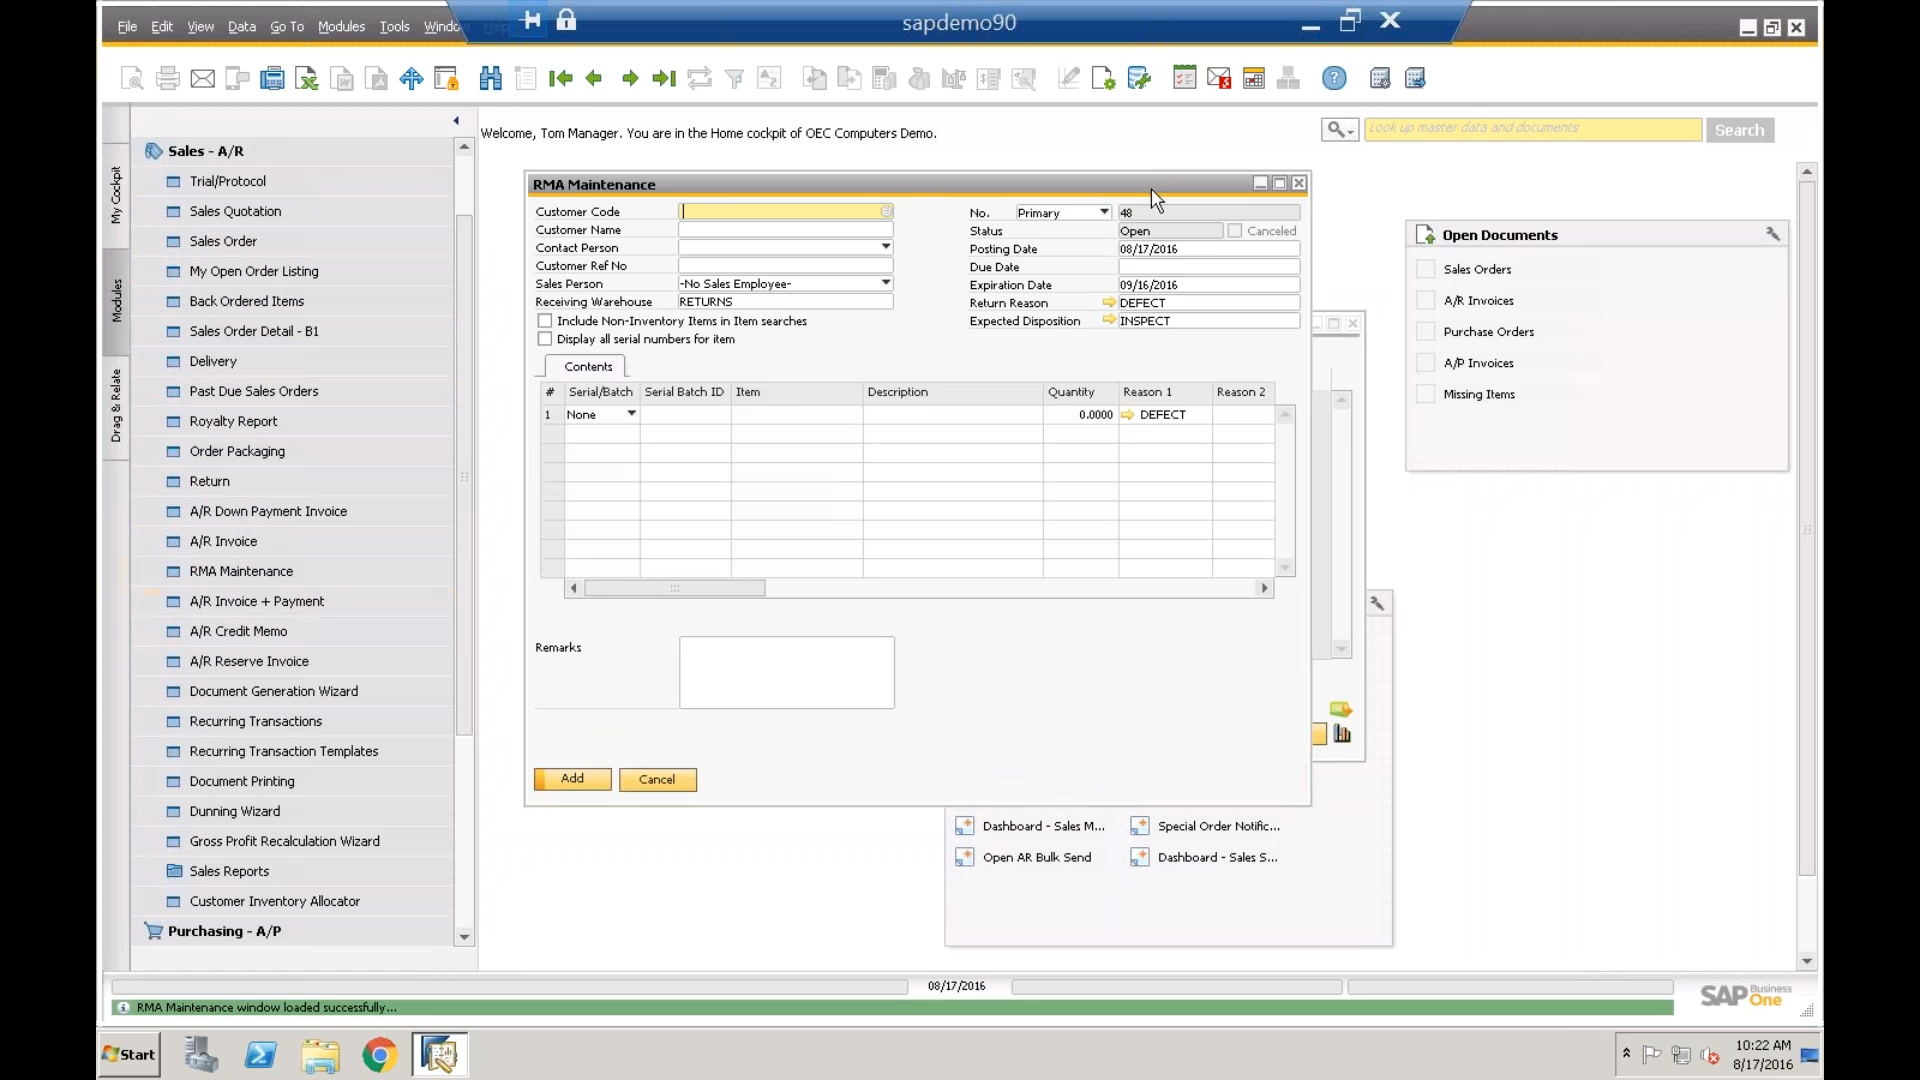 File Edit View Data Go To Modules Tools Window Help
sapdemo90
Welcome, Tom Manager. You are in the Home cockpit of OEC Computers Demo.
Look up master data and documents
Search
My Cockpit
Modules
Drag & Relate
Sales - A/R
Trial/Protocol
Sales Quotation
Sales Order
My Open Order Listing
Back Ordered Items
Sales Order Detail - B1
Delivery
Past Due Sales Orders
Royalty Report
Order Packaging
Return
A/R Down Payment Invoice
A/R Invoice
RMA Maintenance
A/R Invoice + Payment
A/R Credit Memo
A/R Reserve Invoice
Document Generation Wizard
Recurring Transactions
Recurring Transaction Templates
Document Printing
Dunning Wizard
Gross Profit Recalculation Wizard
Sales Reports
Customer Inventory Allocator
Purchasing - A/P
RMA Maintenance
Customer Code
Customer Name
Contact Person
Customer Ref No
Sales Person -No Sales Employee-
Receiving Warehouse RETURNS
Include Non-Inventory Items in Item searches
Display all serial numbers for item
No. Primary 48
Status Open Canceled
Posting Date 08/17/2016
Due Date
Expiration Date 09/16/2016
Return Reason DEFECT
Expected Disposition INSPECT
Contents
# Serial/Batch Serial Batch ID Item Description Quantity Reason 1 Reason 2
1 None 0.0000 DEFECT
Remarks
Add Cancel
Open Documents
Sales Orders
A/R Invoices
Purchase Orders
A/P Invoices
Missing Items
Dashboard - Sales M... Special Order Notific...
Open AR Bulk Send Dashboard - Sales S...
08/17/2016
RMA Maintenance window loaded successfully...
SAP Business One
Start
10:22 AM
8/17/2016